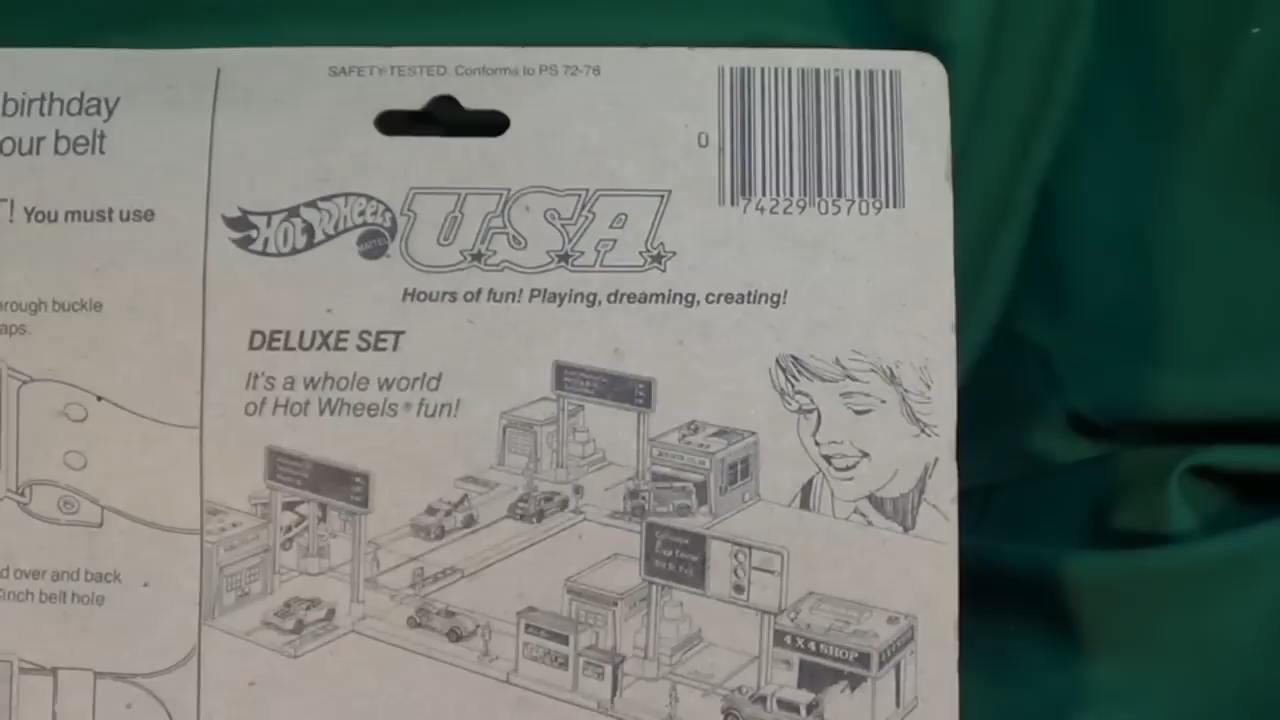 birthday
our belt
! You must use
hrough buckle
aps.
d over and back
inch belt hole
SAFETY-TESTED. Conforms to PS 72-76
0
74229 05709
HOT WHEELS
MATTEL
U.S.A.
Hours of fun! Playing, dreaming, creating!
DELUXE SET
It's a whole world
of Hot Wheels® fun!
4 X 4 SHOP